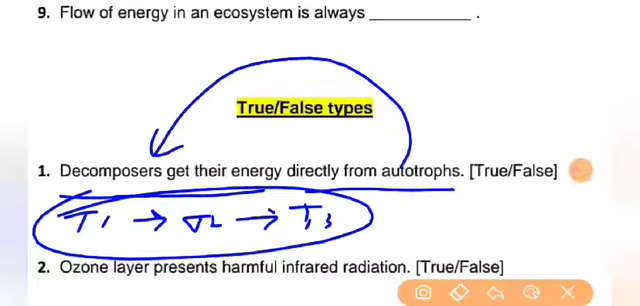 9. Flow of energy in an ecosystem is always ____________ .
True/False types
1. Decomposers get their energy directly from autotrophs. [True/False]
T1 → T2 → T3
2. Ozone layer presents harmful infrared radiation. [True/False]